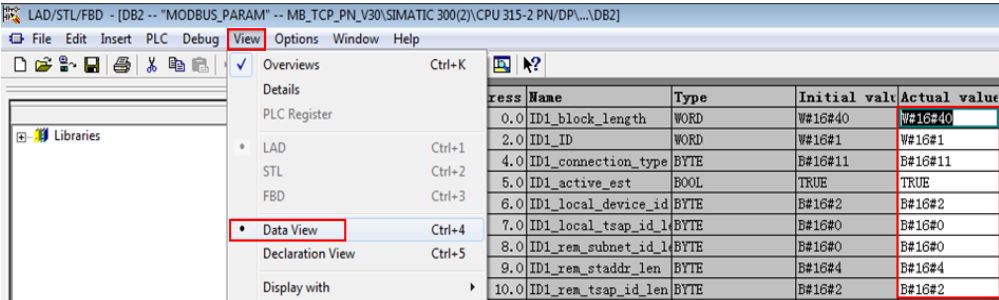 LAD/STL/FBD - [DB2 -- "MODBUS_PARAM" -- MB_TCP_PN_V30\SIMATIC 300(2)\CPU 315-2 PN/DP\...\DB2]
File Edit Insert PLC Debug View Options Window Help
Overviews Ctrl+K
Details
PLC Register
LAD Ctrl+1
STL Ctrl+2
FBD Ctrl+3
Data View Ctrl+4
Declaration View Ctrl+5
Display with
Libraries
ress Name Type Initial valu Actual value
0.0 ID1_block_length WORD W#16#40 W#16#40
2.0 ID1_ID WORD W#16#1 W#16#1
4.0 ID1_connection_type BYTE B#16#11 B#16#11
5.0 ID1_active_est BOOL TRUE TRUE
6.0 ID1_local_device_id BYTE B#16#2 B#16#2
7.0 ID1_local_tsap_id_l BYTE B#16#0 B#16#0
8.0 ID1_rem_subnet_id_l BYTE B#16#0 B#16#0
9.0 ID1_rem_staddr_len BYTE B#16#4 B#16#4
10.0 ID1_rem_tsap_id_len BYTE B#16#2 B#16#2